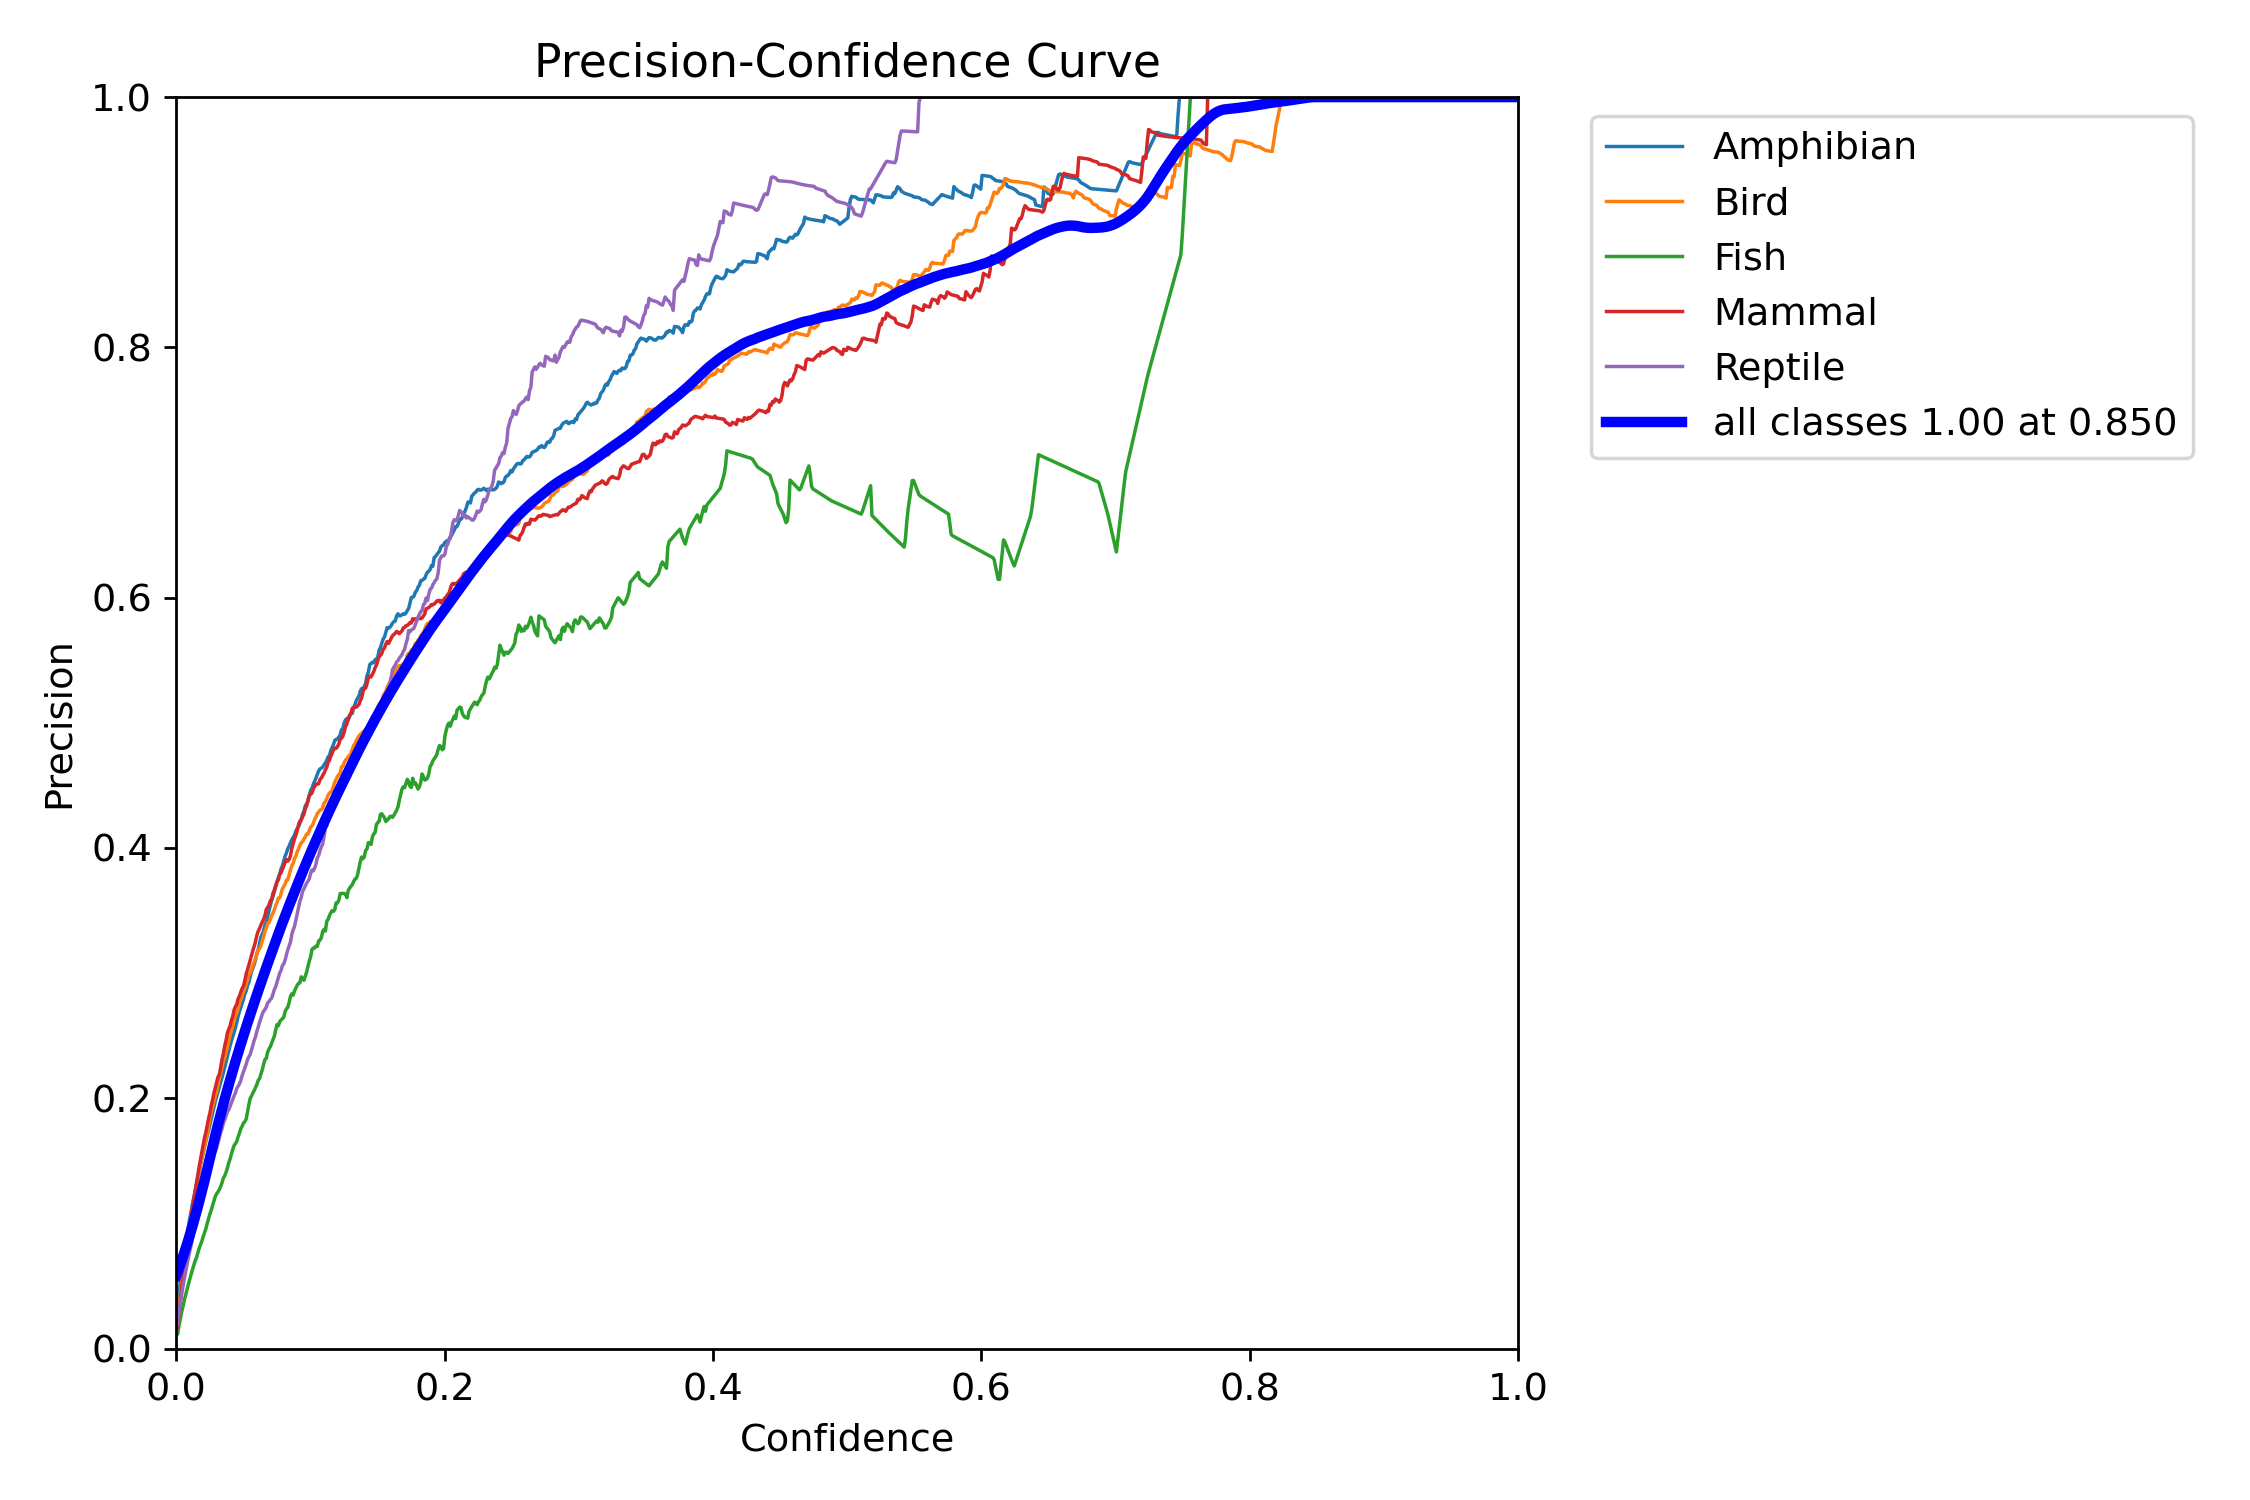 Precision-Confidence Curve
1.0
0.8
0.6
0.4
0.2
0.0
Precision
0.0 0.2 0.4 0.6 0.8 1.0
Confidence
Amphibian
Bird
Fish
Mammal
Reptile
all classes 1.00 at 0.850